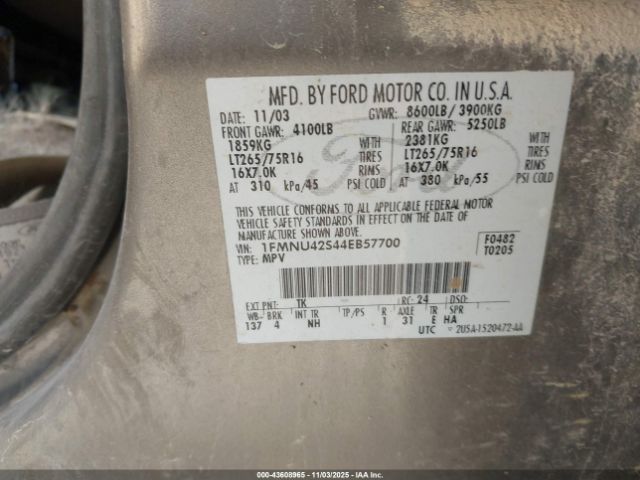 MFD. BY FORD MOTOR CO. IN U.S.A.
DATE: 11/03 GVWR: 8600LB/ 3900KG
FRONT GAWR: 4100LB REAR GAWR: 5250LB
1859KG WITH 2381KG WITH
LT265/75R16 TIRES LT265/75R16 TIRES
16X7.0K RIMS 16X7.0K RIMS
AT 310 kPa/45 PSI COLD AT 380 kPa/55 PSI COLD
THIS VEHICLE CONFORMS TO ALL APPLICABLE FEDERAL MOTOR
VEHICLE SAFETY STANDARDS IN EFFECT ON THE DATE OF
MANUFACTURE SHOWN ABOVE.
VIN: 1FMNU42S44EB57700 F0482
TYPE: MPV T0205
Ford
EXT PNT: TK RC: 24 DSO:
WB BRK INT TR TP/PS R AXLE TR SPR
137 4 NH 1 31 E HA
UTC 2U5A-1520472-AA
000-43608965 - 11/03/2025 - IAA Inc.